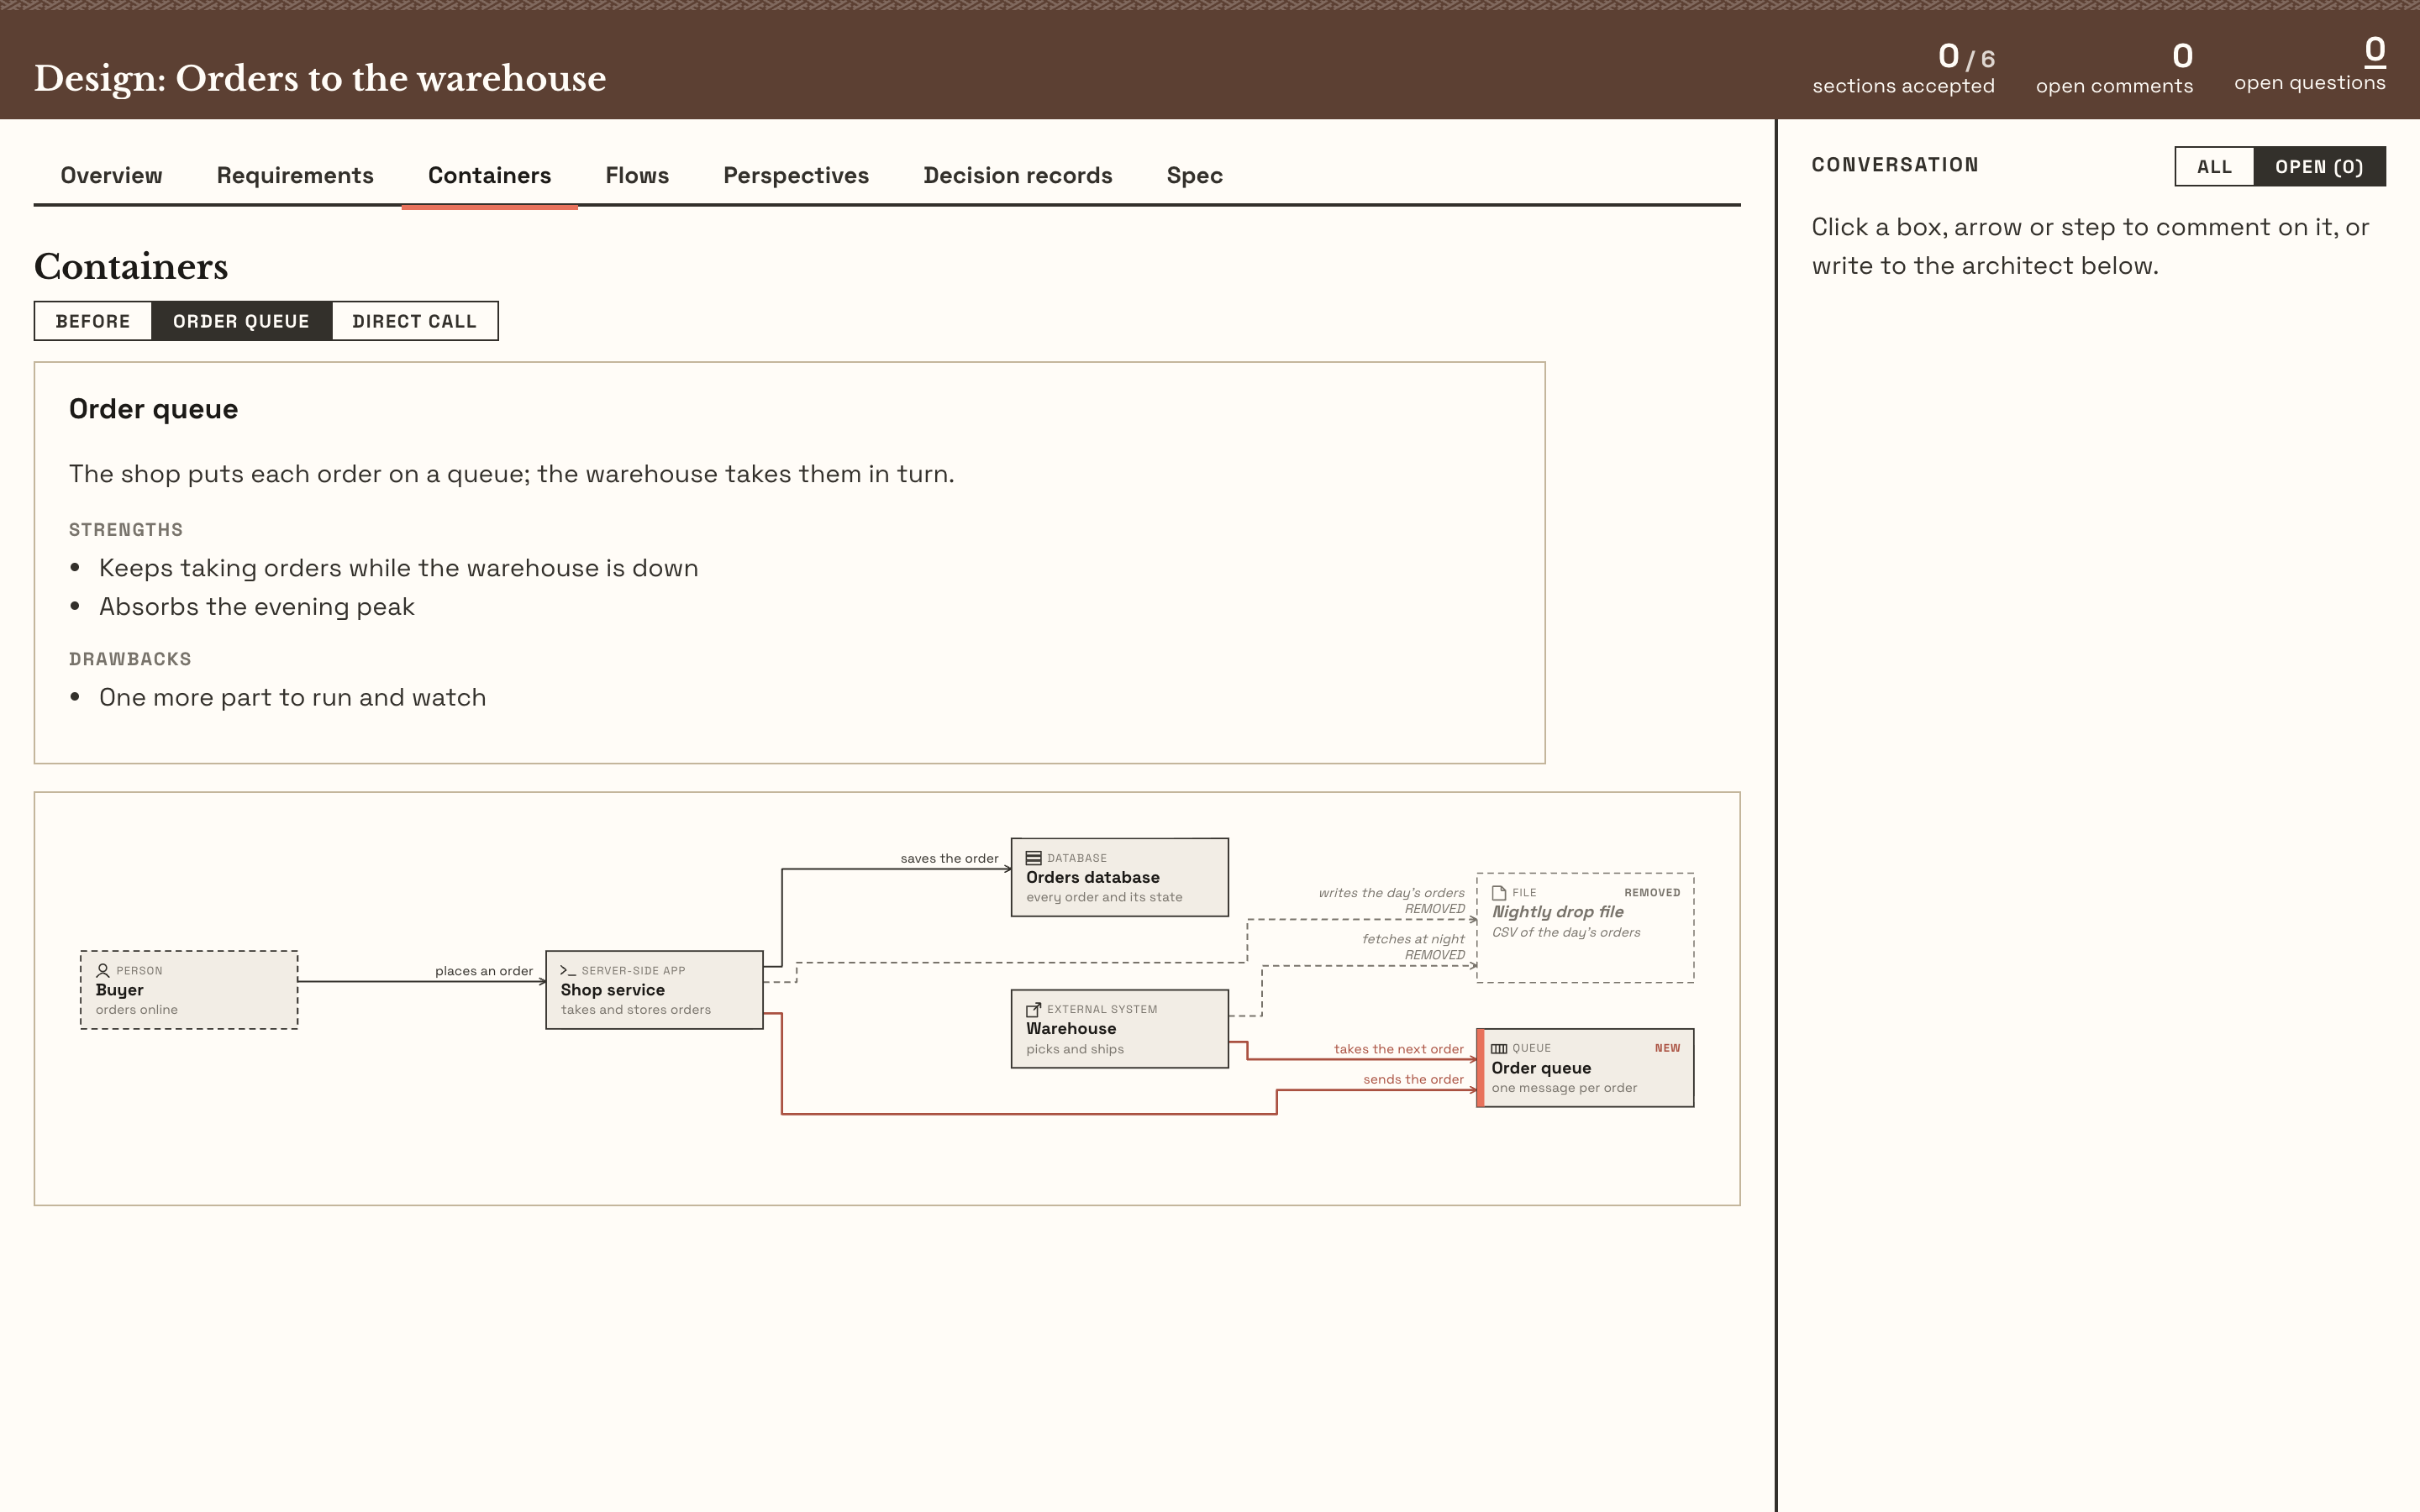 Design: Orders to the warehouse
0 / 6
sections accepted
0
open comments
0
open questions
Overview
Requirements
Containers
Flows
Perspectives
Decision records
Spec
Containers
BEFORE
ORDER QUEUE
DIRECT CALL
Order queue
The shop puts each order on a queue; the warehouse takes them in turn.
STRENGTHS
• Keeps taking orders while the warehouse is down
• Absorbs the evening peak
DRAWBACKS
• One more part to run and watch
PERSON
Buyer
orders online
places an order
SERVER-SIDE APP
Shop service
takes and stores orders
saves the order
DATABASE
Orders database
every order and its state
EXTERNAL SYSTEM
Warehouse
picks and ships
writes the day's orders
REMOVED
fetches at night
REMOVED
takes the next order
sends the order
FILE
REMOVED
Nightly drop file
CSV of the day's orders
QUEUE
NEW
Order queue
one message per order
CONVERSATION
ALL
OPEN (0)
Click a box, arrow or step to comment on it, or
write to the architect below.